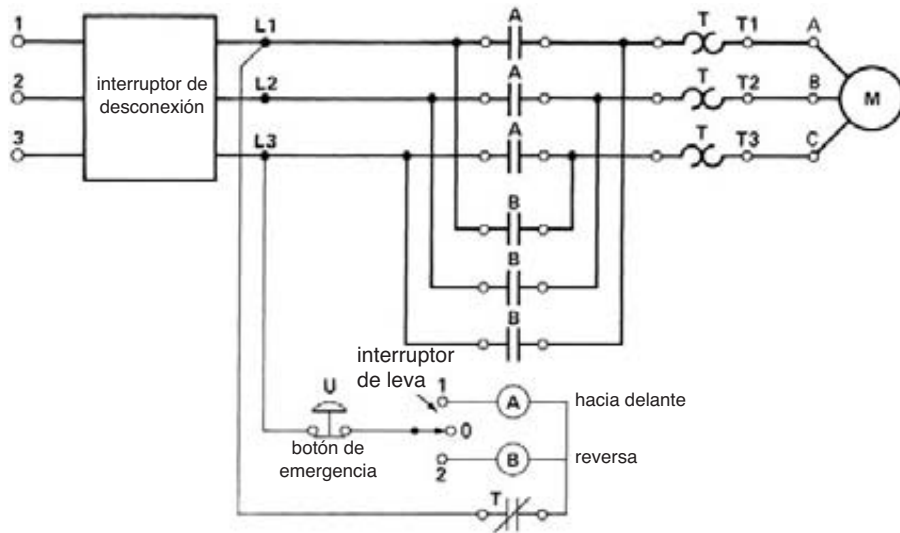 1
L1
A
T
T1
A
interruptor de
desconexión
2
L2
A
T
T2
B
M
3
L3
A
T
T3
C
B
B
B
interruptor
de leva
U
1
A
hacia delante
0
botón de
emergencia
2
B
reversa
T